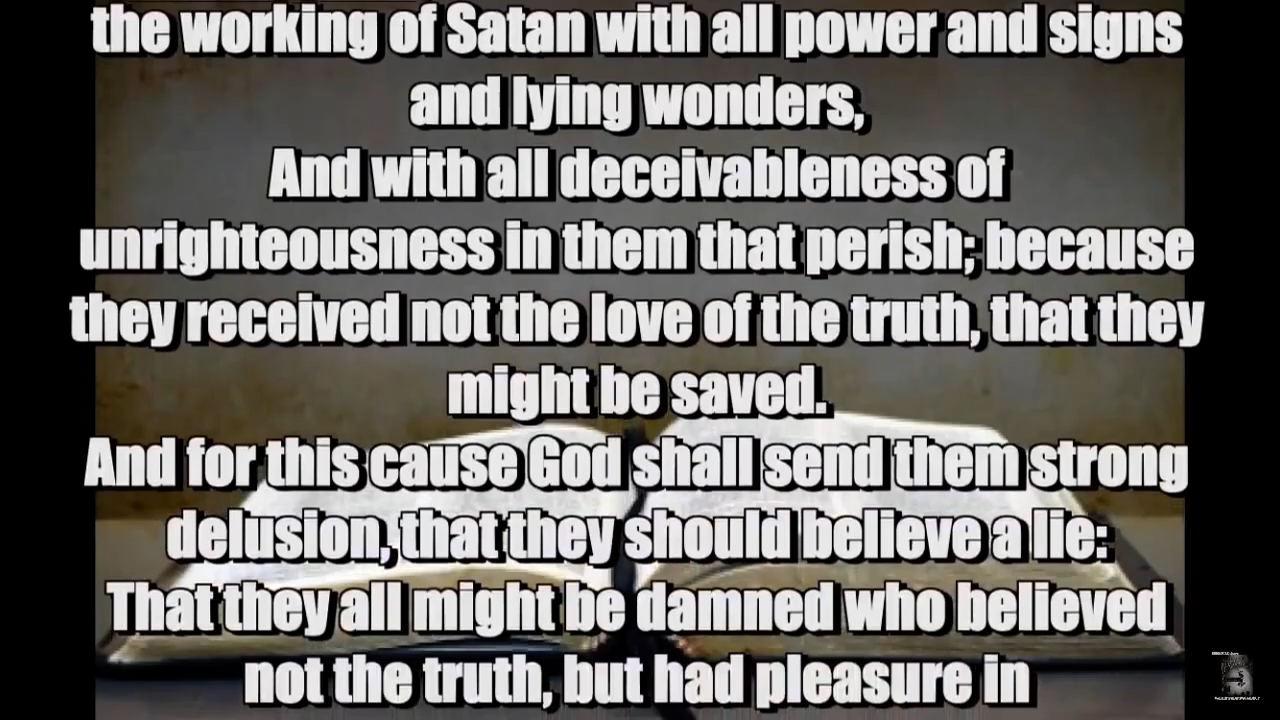 the working of Satan with all power and signs
and lying wonders,
And with all deceivableness of
unrighteousness in them that perish; because
they received not the love of the truth, that they
might be saved.
And for this cause God shall send them strong
delusion, that they should believe a lie:
That they all might be damned who believed
not the truth, but had pleasure in